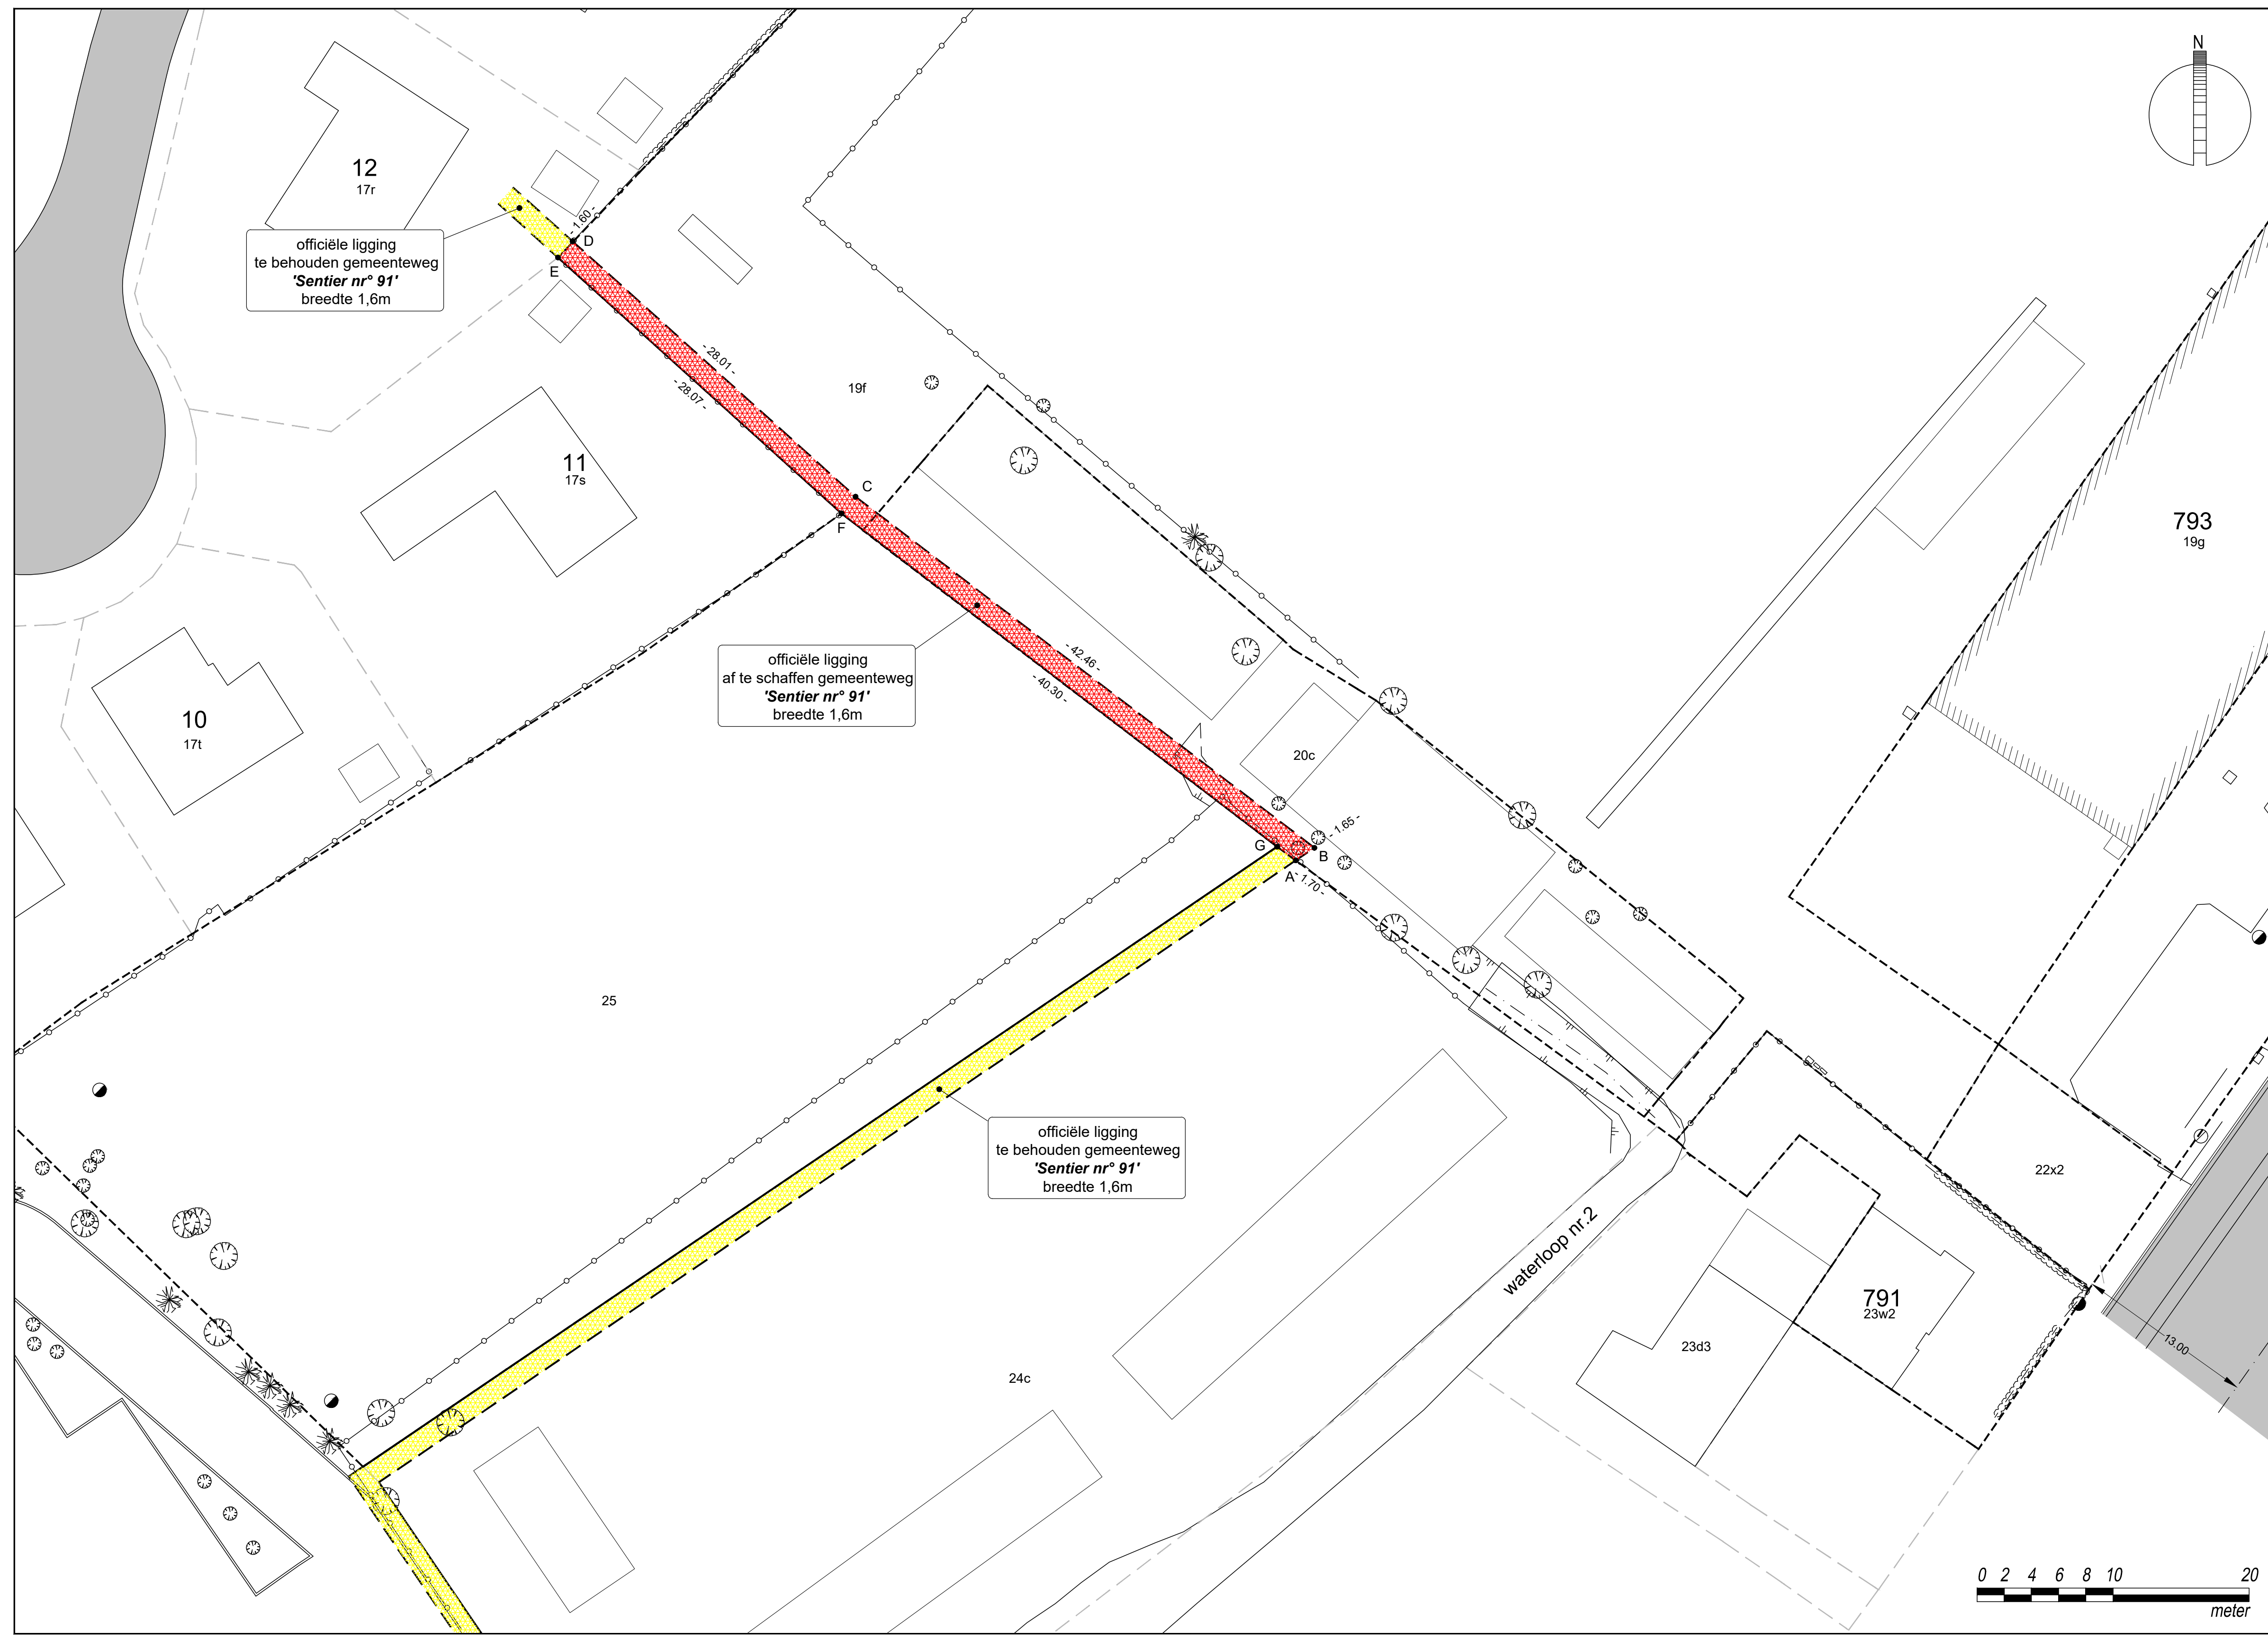 N
12
17r
officiële ligging
te behouden gemeenteweg
'Sentier nr° 91'
breedte 1,6m
- 1.60 -
D
E
- 28.01 -
- 28.07 -
19f
11
17s
C
F
793
19g
officiële ligging
af te schaffen gemeenteweg
'Sentier nr° 91'
breedte 1,6m
- 42.46 -
- 40.30 -
10
17t
20c
- 1.65 -
G
B
A
- 1.70 -
25
officiële ligging
te behouden gemeenteweg
'Sentier nr° 91'
breedte 1,6m
22x2
waterloop nr.2
791
23w2
23d3
13.00
24c
0 2 4 6 8 10 20
meter